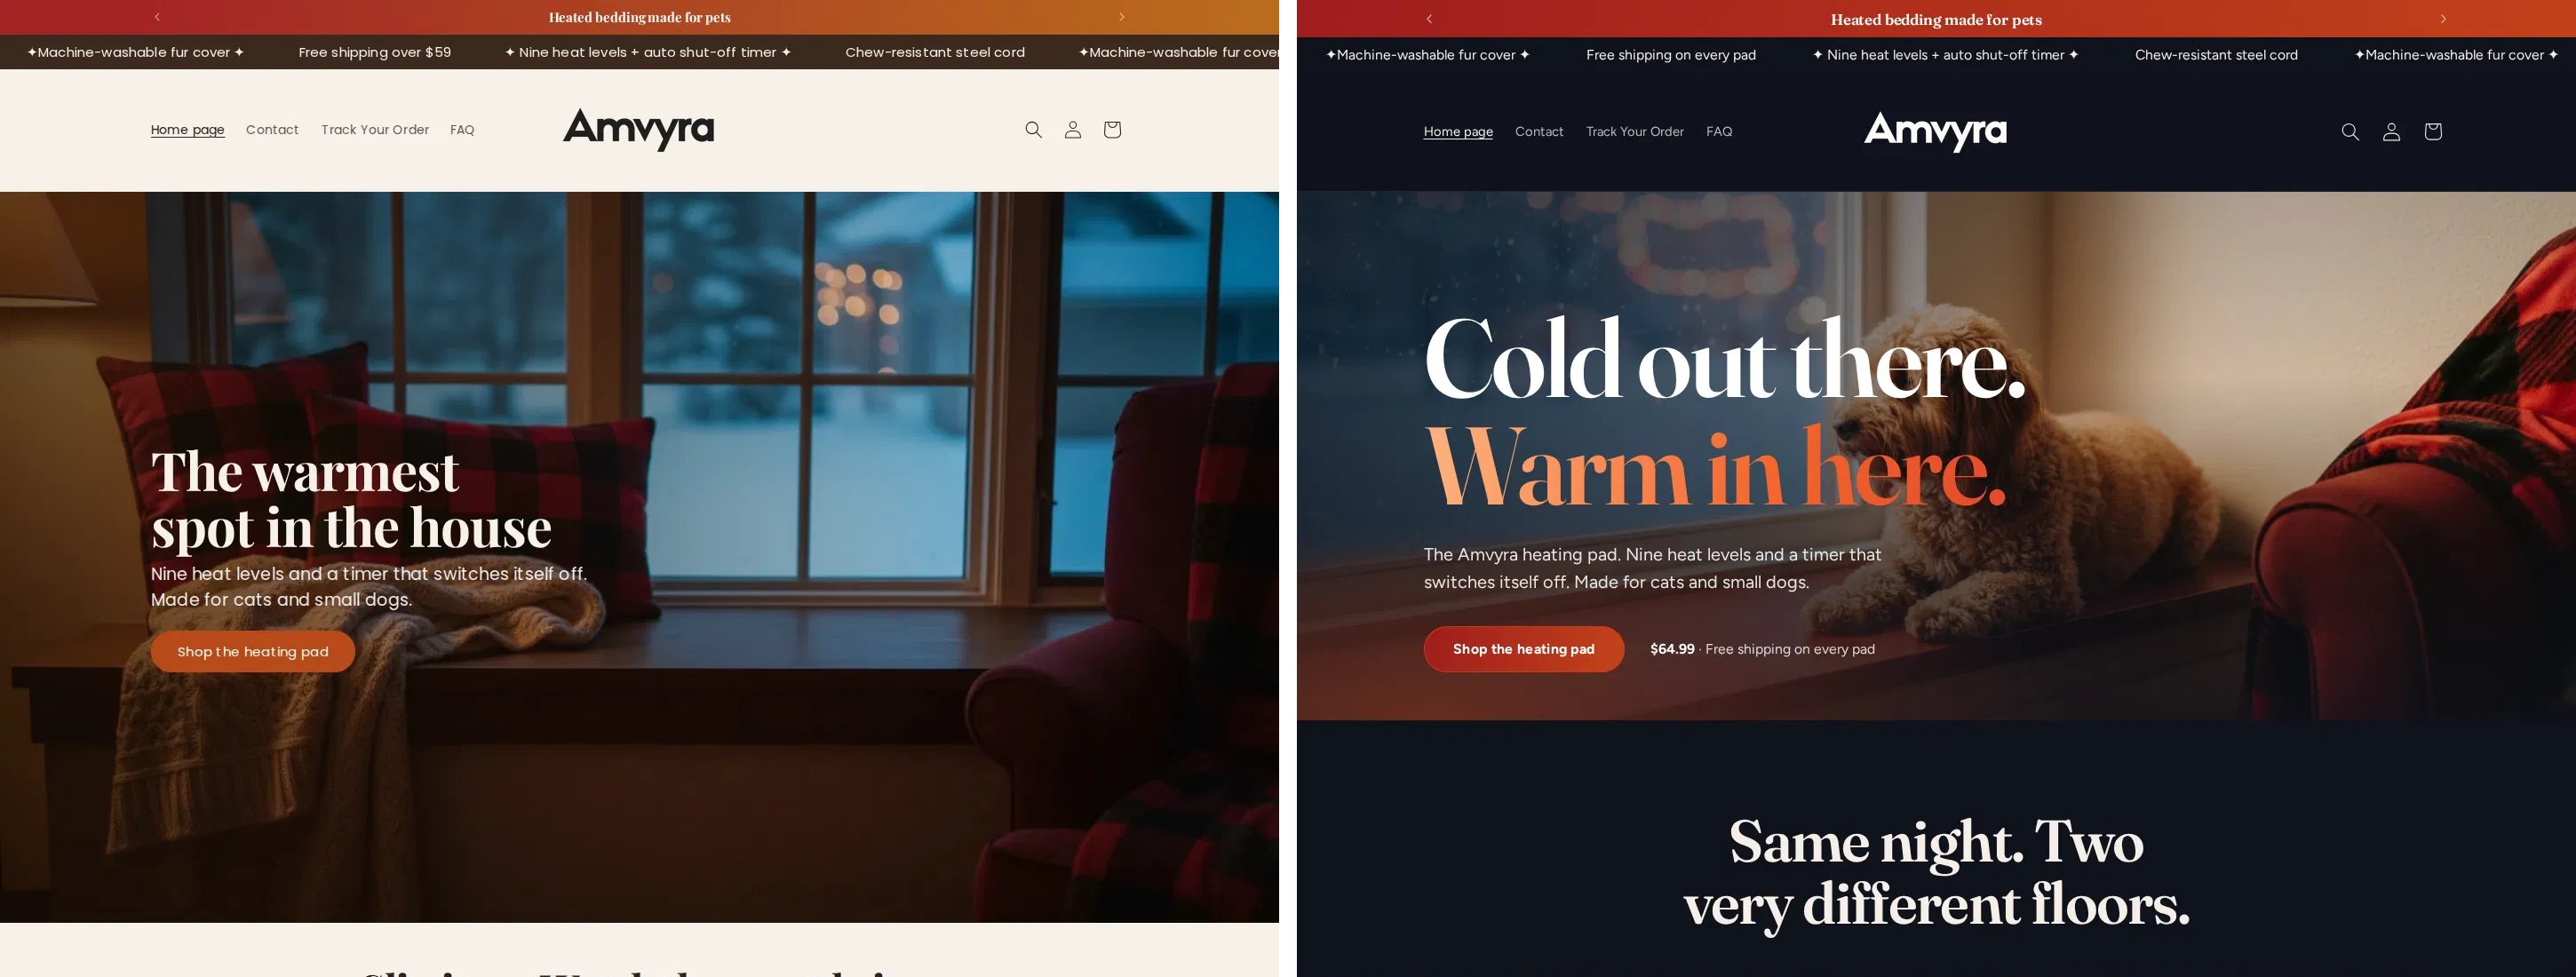 Heated bedding made for pets
✦Machine-washable fur cover ✦ Free shipping over $59 ✦ Nine heat levels + auto shut-off timer ✦ Chew-resistant steel cord ✦Machine-washable fur cover
Home page Contact Track Your Order FAQ
Amvyra
The warmest
spot in the house
Nine heat levels and a timer that switches itself off.
Made for cats and small dogs.
Shop the heating pad
Heated bedding made for pets
✦Machine-washable fur cover ✦ Free shipping on every pad ✦ Nine heat levels + auto shut-off timer ✦ Chew-resistant steel cord ✦Machine-washable fur cover ✦
Home page Contact Track Your Order FAQ
Amvyra
Cold out there.
Warm in here.
The Amvyra heating pad. Nine heat levels and a timer that
switches itself off. Made for cats and small dogs.
Shop the heating pad $64.99 · Free shipping on every pad
Same night. Two
very different floors.